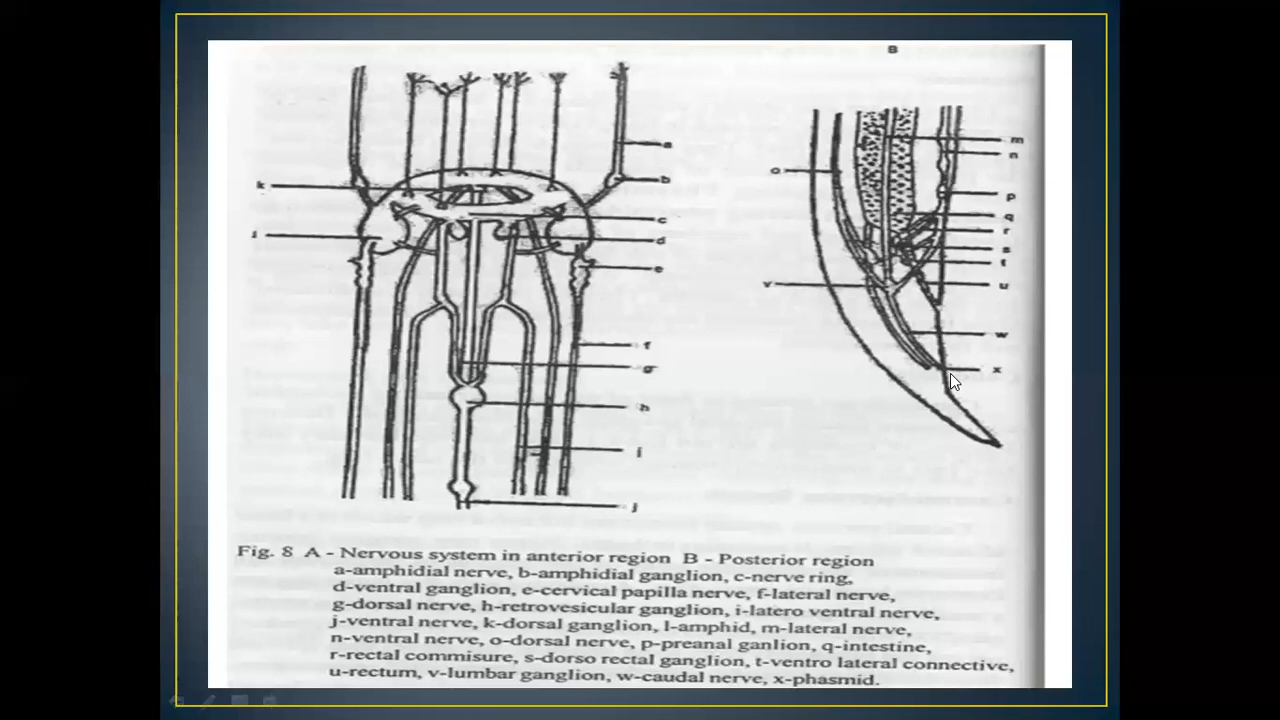 B
a
b
k
c
l
d
e
f
g
h
i
j
m
n
o
p
q
r
s
t
v
u
w
x
Fig. 8 A - Nervous system in anterior region B - Posterior region
a-amphidial nerve, b-amphidial ganglion, c-nerve ring,
d-ventral ganglion, e-cervical papilla nerve, f-lateral nerve,
g-dorsal nerve, h-retrovesicular ganglion, i-latero ventral nerve,
j-ventral nerve, k-dorsal ganglion, l-amphid, m-lateral nerve,
n-ventral nerve, o-dorsal nerve, p-preanal ganlion, q-intestine,
r-rectal commisure, s-dorso rectal ganglion, t-ventro lateral connective,
u-rectum, v-lumbar ganglion, w-caudal nerve, x-phasmid.